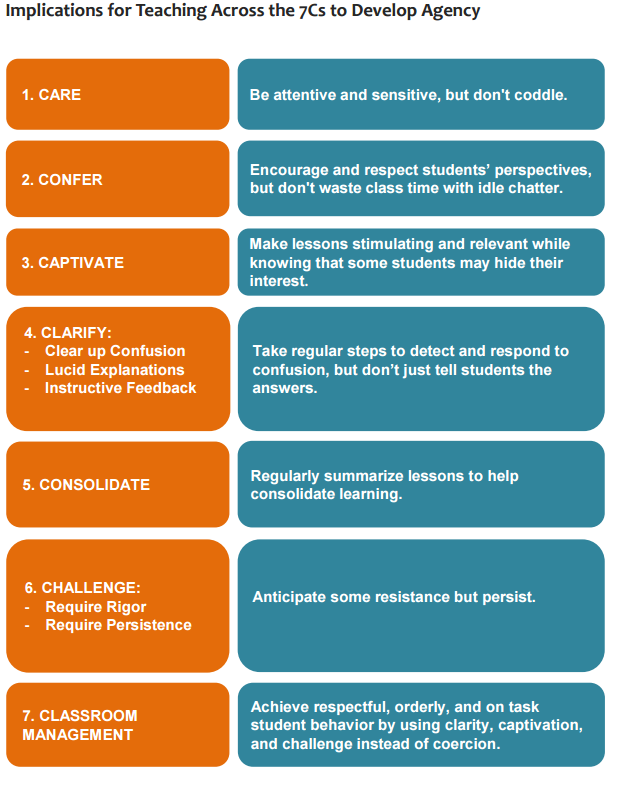 Implications for Teaching Across the 7Cs to Develop Agency
1. CARE
Be attentive and sensitive, but don't coddle.
2. CONFER
Encourage and respect students’ perspectives,
but don't waste class time with idle chatter.
3. CAPTIVATE
Make lessons stimulating and relevant while
knowing that some students may hide their
interest.
4. CLARIFY:
- Clear up Confusion
- Lucid Explanations
- Instructive Feedback
Take regular steps to detect and respond to
confusion, but don’t just tell students the
answers.
5. CONSOLIDATE
Regularly summarize lessons to help
consolidate learning.
6. CHALLENGE:
- Require Rigor
- Require Persistence
Anticipate some resistance but persist.
7. CLASSROOM
MANAGEMENT
Achieve respectful, orderly, and on task
student behavior by using clarity, captivation,
and challenge instead of coercion.